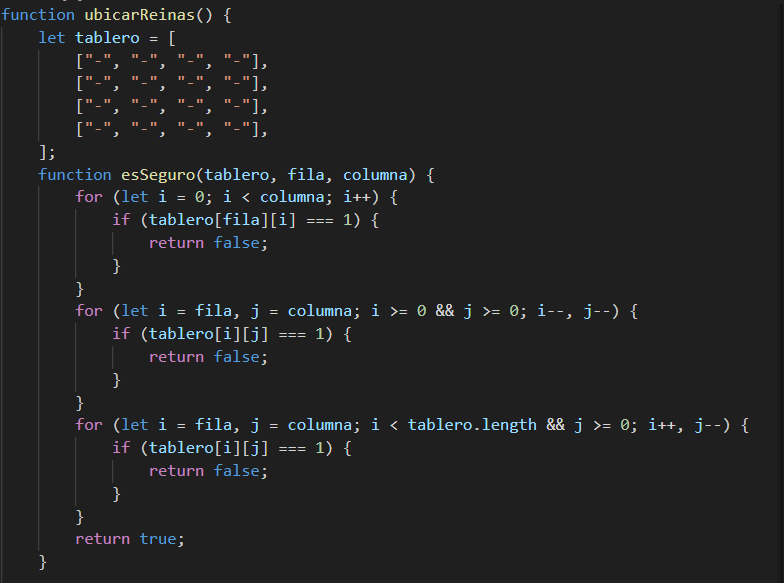 function ubicarReinas() {
    let tablero = [
        ["-", "-", "-", "-"],
        ["-", "-", "-", "-"],
        ["-", "-", "-", "-"],
        ["-", "-", "-", "-"],
    ];
    function esSeguro(tablero, fila, columna) {
        for (let i = 0; i < columna; i++) {
            if (tablero[fila][i] === 1) {
                return false;
            }
        }
        for (let i = fila, j = columna; i >= 0 && j >= 0; i--, j--) {
            if (tablero[i][j] === 1) {
                return false;
            }
        }
        for (let i = fila, j = columna; i < tablero.length && j >= 0; i++, j--) {
            if (tablero[i][j] === 1) {
                return false;
            }
        }
        return true;
    }